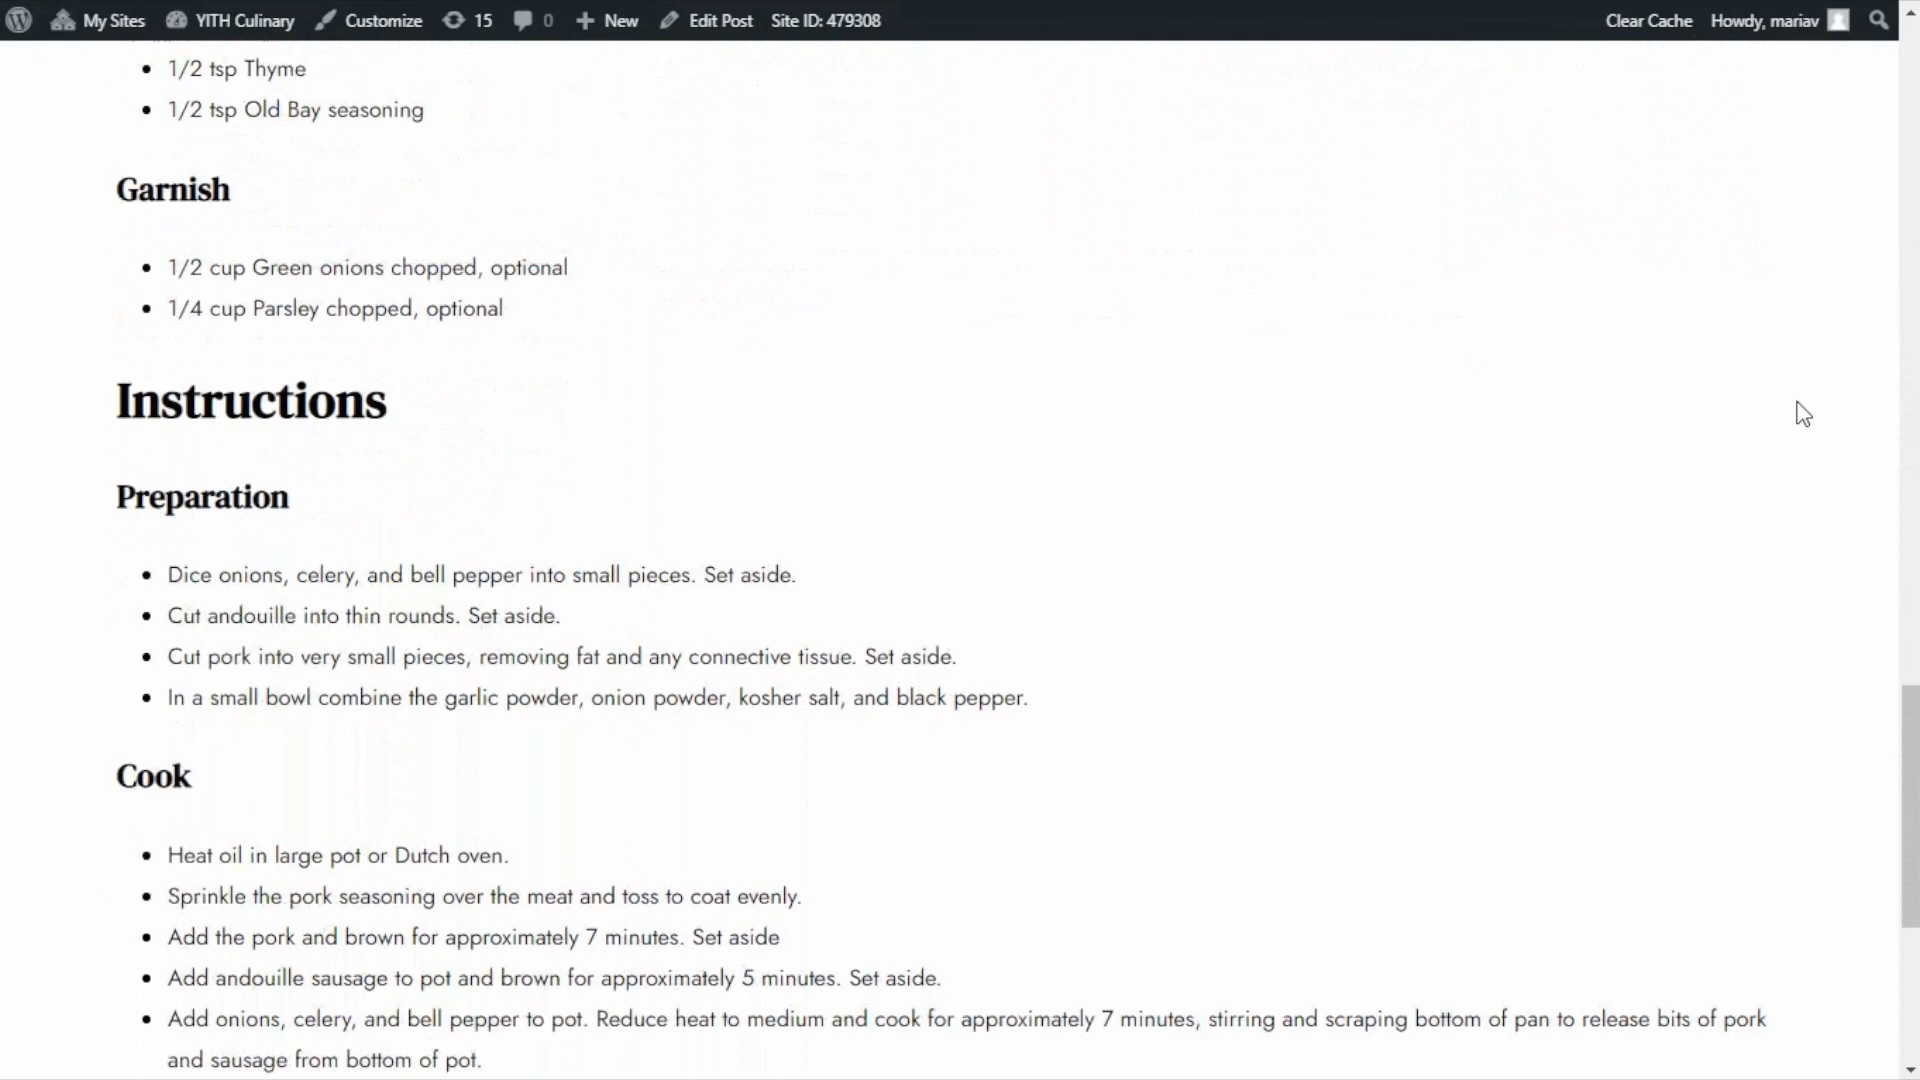 My Sites YITH Culinary Customize 15 0 New Edit Post Site ID: 479308 Clear Cache Howdy, mariav
1/2 tsp Thyme
1/2 tsp Old Bay seasoning
Garnish
1/2 cup Green onions chopped, optional
1/4 cup Parsley chopped, optional
Instructions
Preparation
Dice onions, celery, and bell pepper into small pieces. Set aside.
Cut andouille into thin rounds. Set aside.
Cut pork into very small pieces, removing fat and any connective tissue. Set aside.
In a small bowl combine the garlic powder, onion powder, kosher salt, and black pepper.
Cook
Heat oil in large pot or Dutch oven.
Sprinkle the pork seasoning over the meat and toss to coat evenly.
Add the pork and brown for approximately 7 minutes. Set aside
Add andouille sausage to pot and brown for approximately 5 minutes. Set aside.
Add onions, celery, and bell pepper to pot. Reduce heat to medium and cook for approximately 7 minutes, stirring and scraping bottom of pan to release bits of pork
and sausage from bottom of pot.